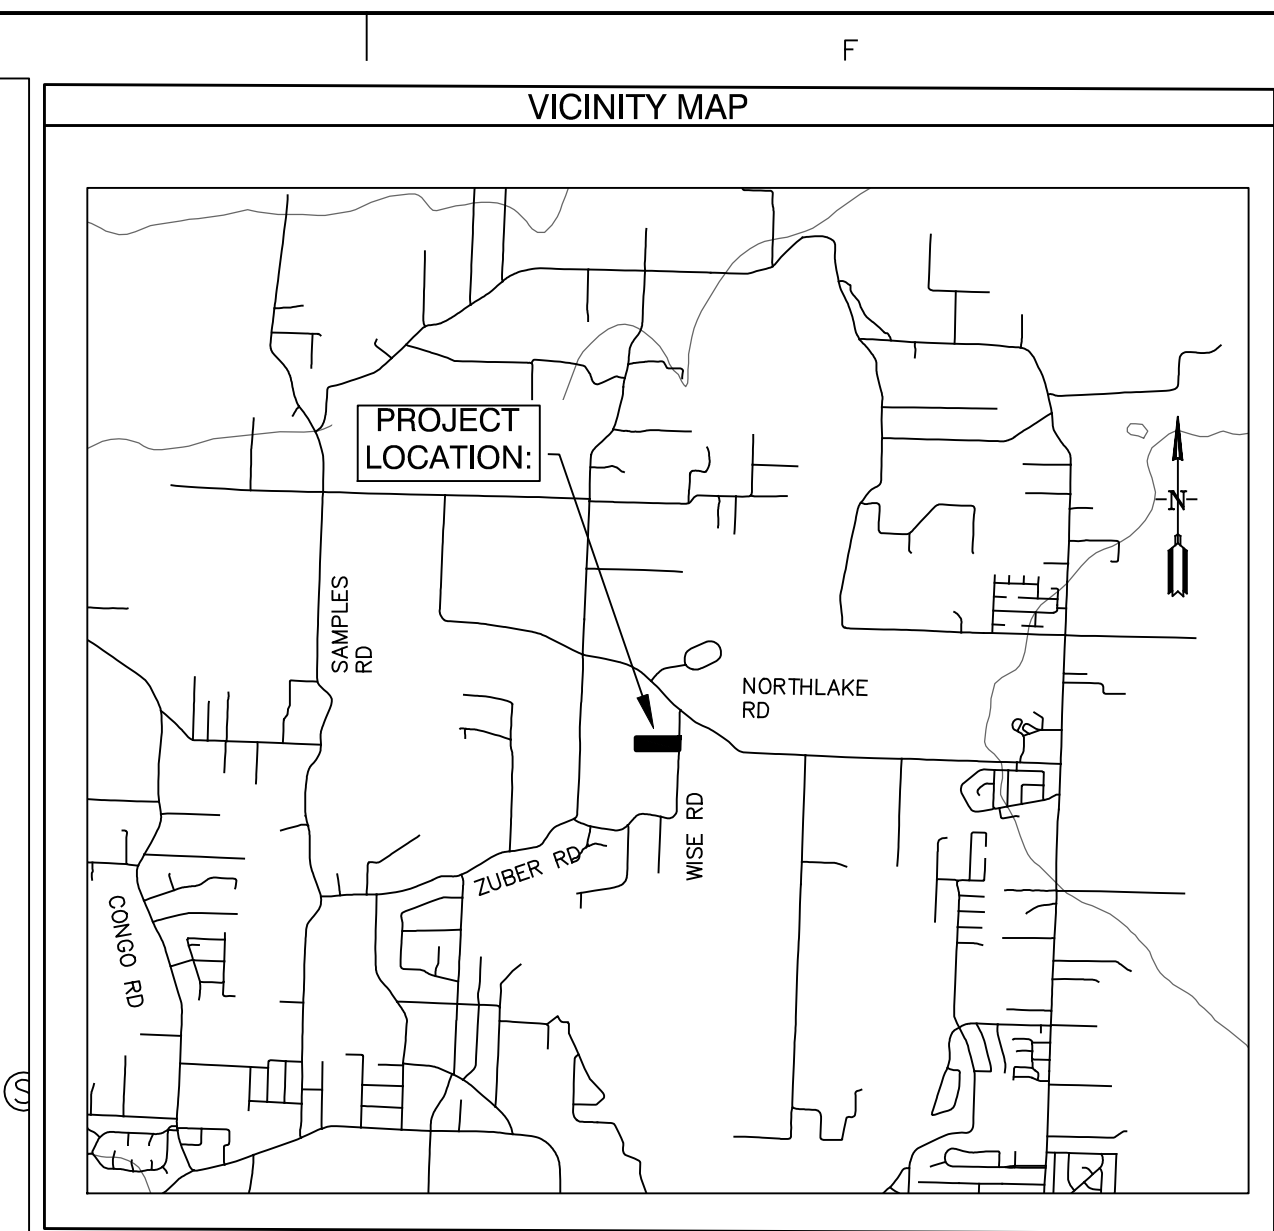 F
VICINITY MAP
PROJECT
LOCATION:
N
SAMPLES
RD
NORTHLAKE
RD
WISE RD
ZUBER RD
CONGO RD
S